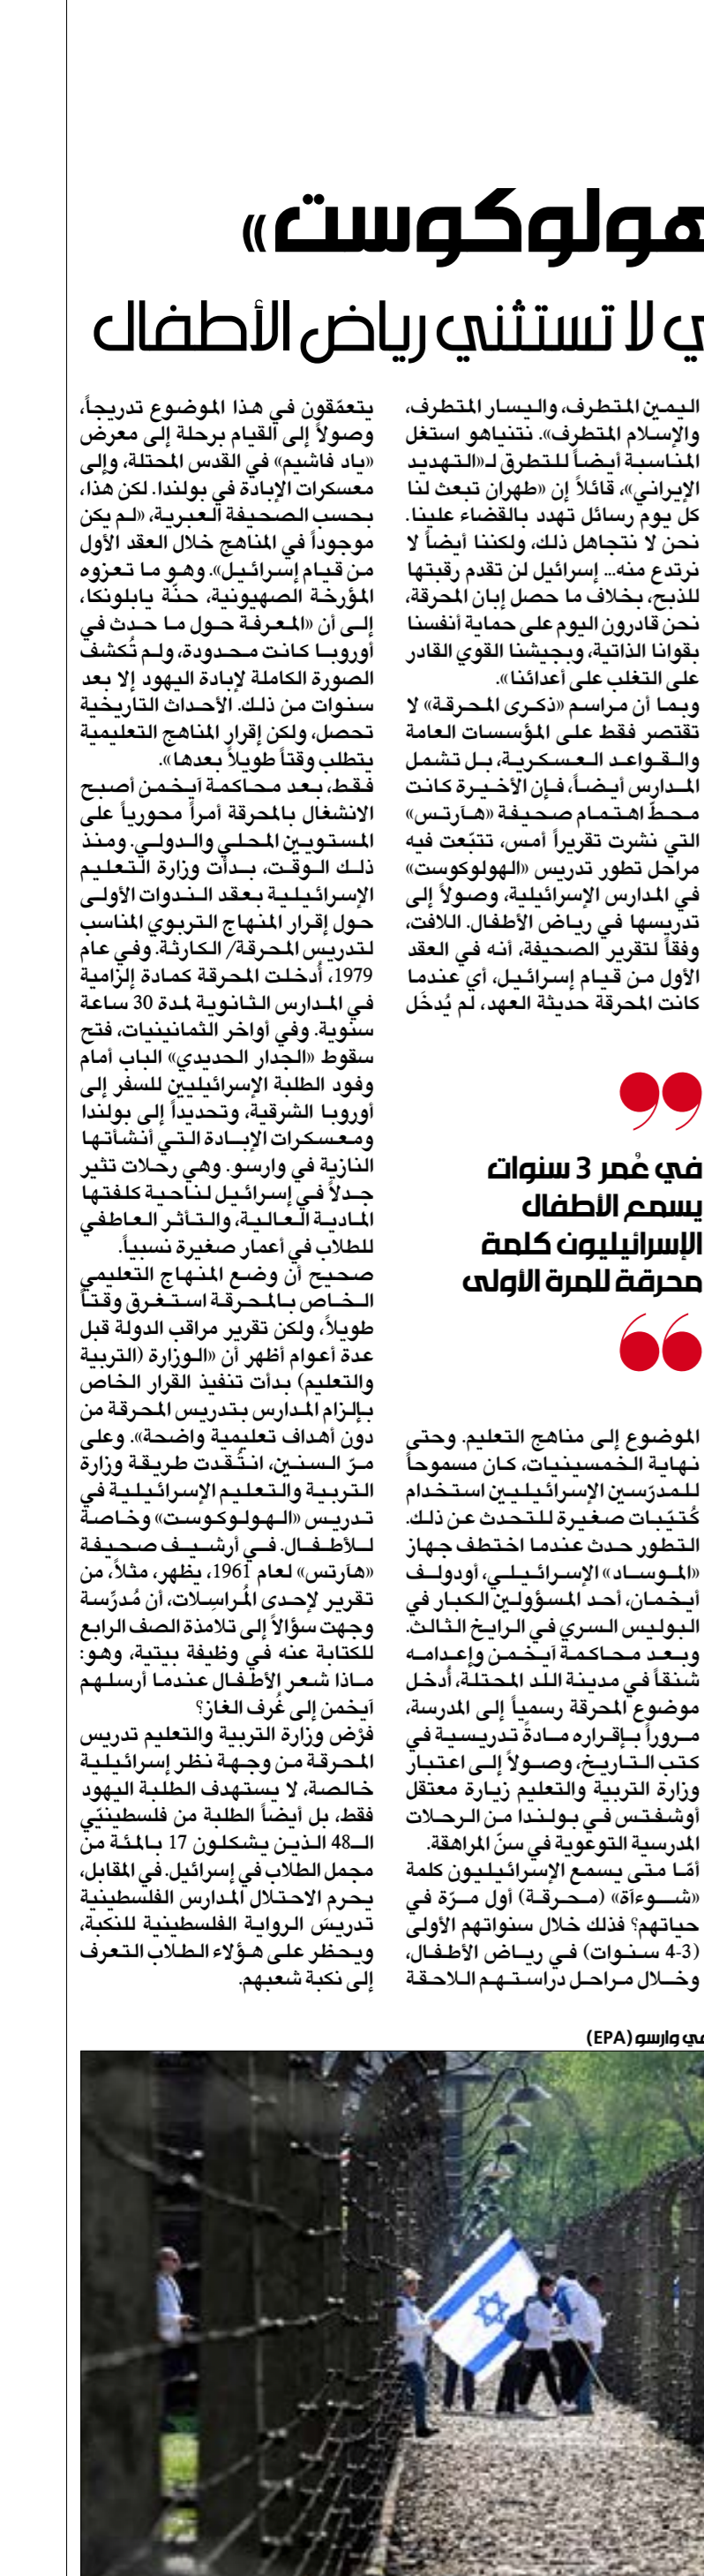 هولوكوست»
ي لا تستثني رياض الأطفال
اليمين المتطرف، واليسار المتطرف،
والإسلام المتطرف». نتنياهو استغل
المناسبة أيضاً للتطرق لـ«التهديد
الإيراني»، قائلاً إن «طهران تبعث لنا
كل يوم رسائل تهدد بالقضاء علينا.
نحن لا نتجاهل ذلك، ولكننا أيضاً لا
نرتدع منه... إسرائيل لن تقدم رقبتها
للذبح، بخلاف ما حصل إبان المحرقة،
نحن قادرون اليوم على حماية أنفسنا
بقوانا الذاتية، وبجيشنا القوي القادر
على التغلب على أعدائنا».
وبما أن مراسم «ذكرى المحرقة» لا
تقتصر فقط على المؤسسات العامة
والقواعد العسكرية، بل تشمل
المدارس أيضاً، فإن الأخيرة كانت
محطّ اهتمام صحيفة «هآرتس»
التي نشرت تقريراً أمس، تتبّعت فيه
مراحل تطور تدريس «الهولوكوست»
في المدارس الإسرائيلية، وصولاً إلى
تدريسها في رياض الأطفال. اللافت،
وفقاً لتقرير الصحيفة، أنه في العقد
الأول من قيام إسرائيل، أي عندما
كانت المحرقة حديثة العهد، لم يُدخَل
في عُمر 3 سنوات
يسمع الأطفال
الإسرائيليون كلمة
محرقة للمرة الأولى
الموضوع إلى مناهج التعليم. وحتى
نهاية الخمسينيات، كان مسموحاً
للمدرّسين الإسرائيليين استخدام
كُتيّبات صغيرة للتحدث عن ذلك.
التطور حدث عندما اختطف جهاز
«الموساد» الإسرائيلي، أودولف
أيخمان، أحد المسؤولين الكبار في
البوليس السري في الرايخ الثالث.
وبعد محاكمة آيخمن وإعدامه
شنقاً في مدينة اللد المحتلة، أُدخل
موضوع المحرقة رسمياً إلى المدرسة،
مروراً بإقراره مادةً تدريسية في
كتب التاريخ، وصولاً إلى اعتبار
وزارة التربية والتعليم زيارة معتقل
أوشفتس في بولندا من الرحلات
المدرسية التوعوية في سنّ المراهقة.
أمّا متى يسمع الإسرائيليون كلمة
«شوءآة» (محرقة) أول مرّة في
حياتهم؟ فذلك خلال سنواتهم الأولى
(3-4 سنوات) في رياض الأطفال،
وخلال مراحل دراستهم اللاحقة
يتعمّقون في هذا الموضوع تدريجاً،
وصولاً إلى القيام برحلة إلى معرض
«ياد فاشيم» في القدس المحتلة، وإلى
معسكرات الإبادة في بولندا. لكن هذا،
بحسب الصحيفة العبرية، «لم يكن
موجوداً في المناهج خلال العقد الأول
من قيام إسرائيل». وهو ما تعزوه
المؤرخة الصهيونية، حنّة يابلونكا،
إلى أن «المعرفة حول ما حدث في
أوروبا كانت محدودة، ولم تُكشف
الصورة الكاملة لإبادة اليهود إلا بعد
سنوات من ذلك. الأحداث التاريخية
تحصل، ولكن إقرار المناهج التعليمية
يتطلب وقتاً طويلاً بعدها».
فقط، بعد محاكمة آيخمن أصبح
الانشغال بالمحرقة أمراً محورياً على
المستويين المحلي والدولي. ومنذ
ذلك الوقت، بدأت وزارة التعليم
الإسرائيلية بعقد الندوات الأولى
حول إقرار المنهاج التربوي المناسب
لتدريس المحرقة/ الكارثة. وفي عام
1979، أُدخلت المحرقة كمادة إلزامية
في المدارس الثانوية لمدة 30 ساعة
سنوية. وفي أواخر الثمانينيات، فتح
سقوط «الجدار الحديدي» الباب أمام
وفود الطلبة الإسرائيليين للسفر إلى
أوروبا الشرقية، وتحديداً إلى بولندا
ومعسكرات الإبادة التي أنشأتها
النازية في وارسو. وهي رحلات تثير
جدلاً في إسرائيل لناحية كلفتها
المادية العالية، والتأثر العاطفي
للطلاب في أعمار صغيرة نسبياً.
صحيح أن وضع المنهاج التعليمي
الخاص بالمحرقة استغرق وقتاً
طويلاً، ولكن تقرير مراقب الدولة قبل
عدة أعوام أظهر أن «الوزارة (التربية
والتعليم) بدأت تنفيذ القرار الخاص
بإلزام المدارس بتدريس المحرقة من
دون أهداف تعليمية واضحة». وعلى
مرّ السنين، انتُقدت طريقة وزارة
التربية والتعليم الإسرائيلية في
تدريس «الهولوكوست» وخاصة
للأطفال. في أرشيف صحيفة
«هآرتس» لعام 1961، يظهر، مثلاً، من
تقرير لإحدى المُراسِلات، أن مُدرِّسة
وجهت سؤالاً إلى تلامذة الصف الرابع
للكتابة عنه في وظيفة بيتية، وهو:
ماذا شعر الأطفال عندما أرسلهم
آيخمن إلى غُرف الغاز؟
فرْض وزارة التربية والتعليم تدريس
المحرقة من وجهة نظر إسرائيلية
خالصة، لا يستهدف الطلبة اليهود
فقط، بل أيضاً الطلبة من فلسطينيّي
الـ48 الذين يشكلون 17 بالمئة من
مجمل الطلاب في إسرائيل. في المقابل،
يحرم الاحتلال المدارس الفلسطينية
تدريسَ الرواية الفلسطينية للنكبة،
ويحظر على هؤلاء الطلاب التعرف
إلى نكبة شعبهم.
في وارسو (EPA)